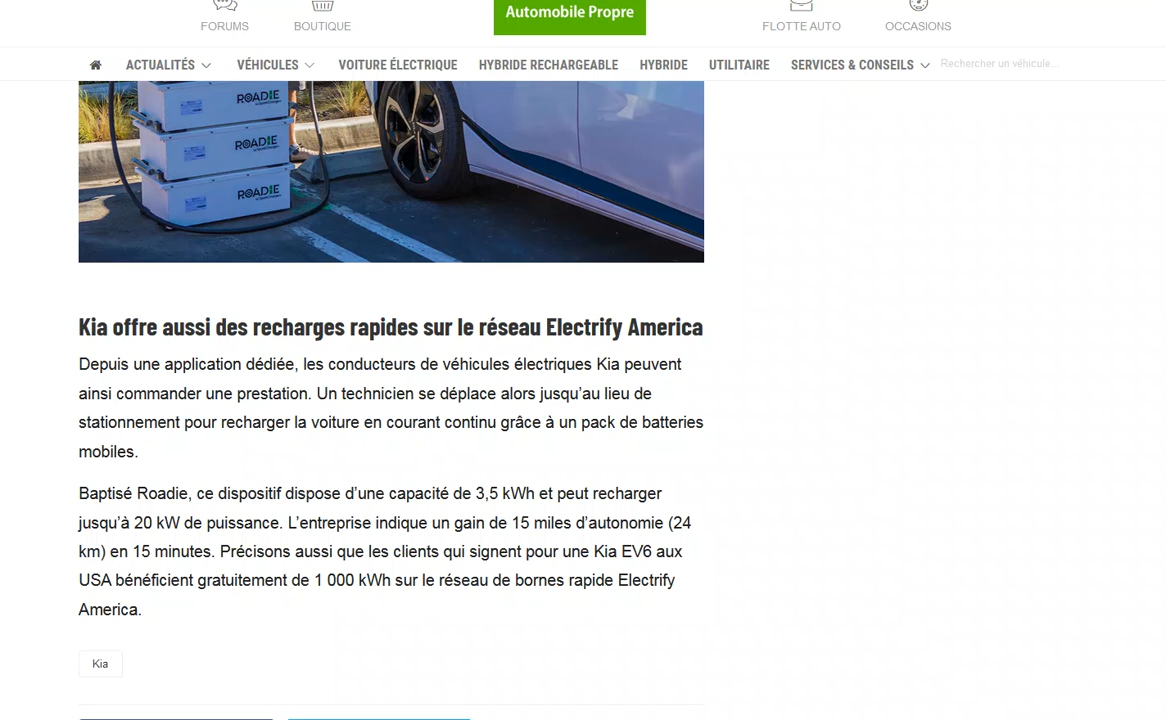 FORUMS
BOUTIQUE
Automobile Propre
FLOTTE AUTO
OCCASIONS
ACTUALITÉS VÉHICULES VOITURE ÉLECTRIQUE HYBRIDE RECHARGEABLE HYBRIDE UTILITAIRE SERVICES & CONSEILS Rechercher un véhicule...
ROADIE
ROADIE
ROADIE
Kia offre aussi des recharges rapides sur le réseau Electrify America
Depuis une application dédiée, les conducteurs de véhicules électriques Kia peuvent
ainsi commander une prestation. Un technicien se déplace alors jusqu’au lieu de
stationnement pour recharger la voiture en courant continu grâce à un pack de batteries
mobiles.
Baptisé Roadie, ce dispositif dispose d’une capacité de 3,5 kWh et peut recharger
jusqu’à 20 kW de puissance. L’entreprise indique un gain de 15 miles d’autonomie (24
km) en 15 minutes. Précisons aussi que les clients qui signent pour une Kia EV6 aux
USA bénéficient gratuitement de 1 000 kWh sur le réseau de bornes rapide Electrify
America.
Kia